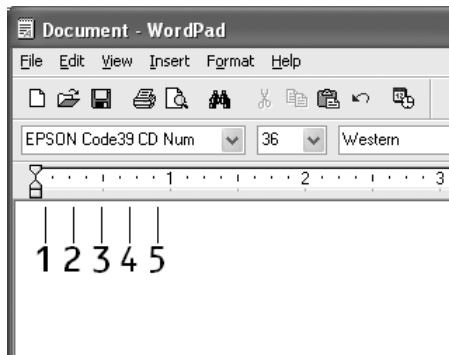 Document - WordPad
File Edit View Insert Format Help
EPSON Code39 CD Num 36 Western
1 2 3
1 2 3 4 5